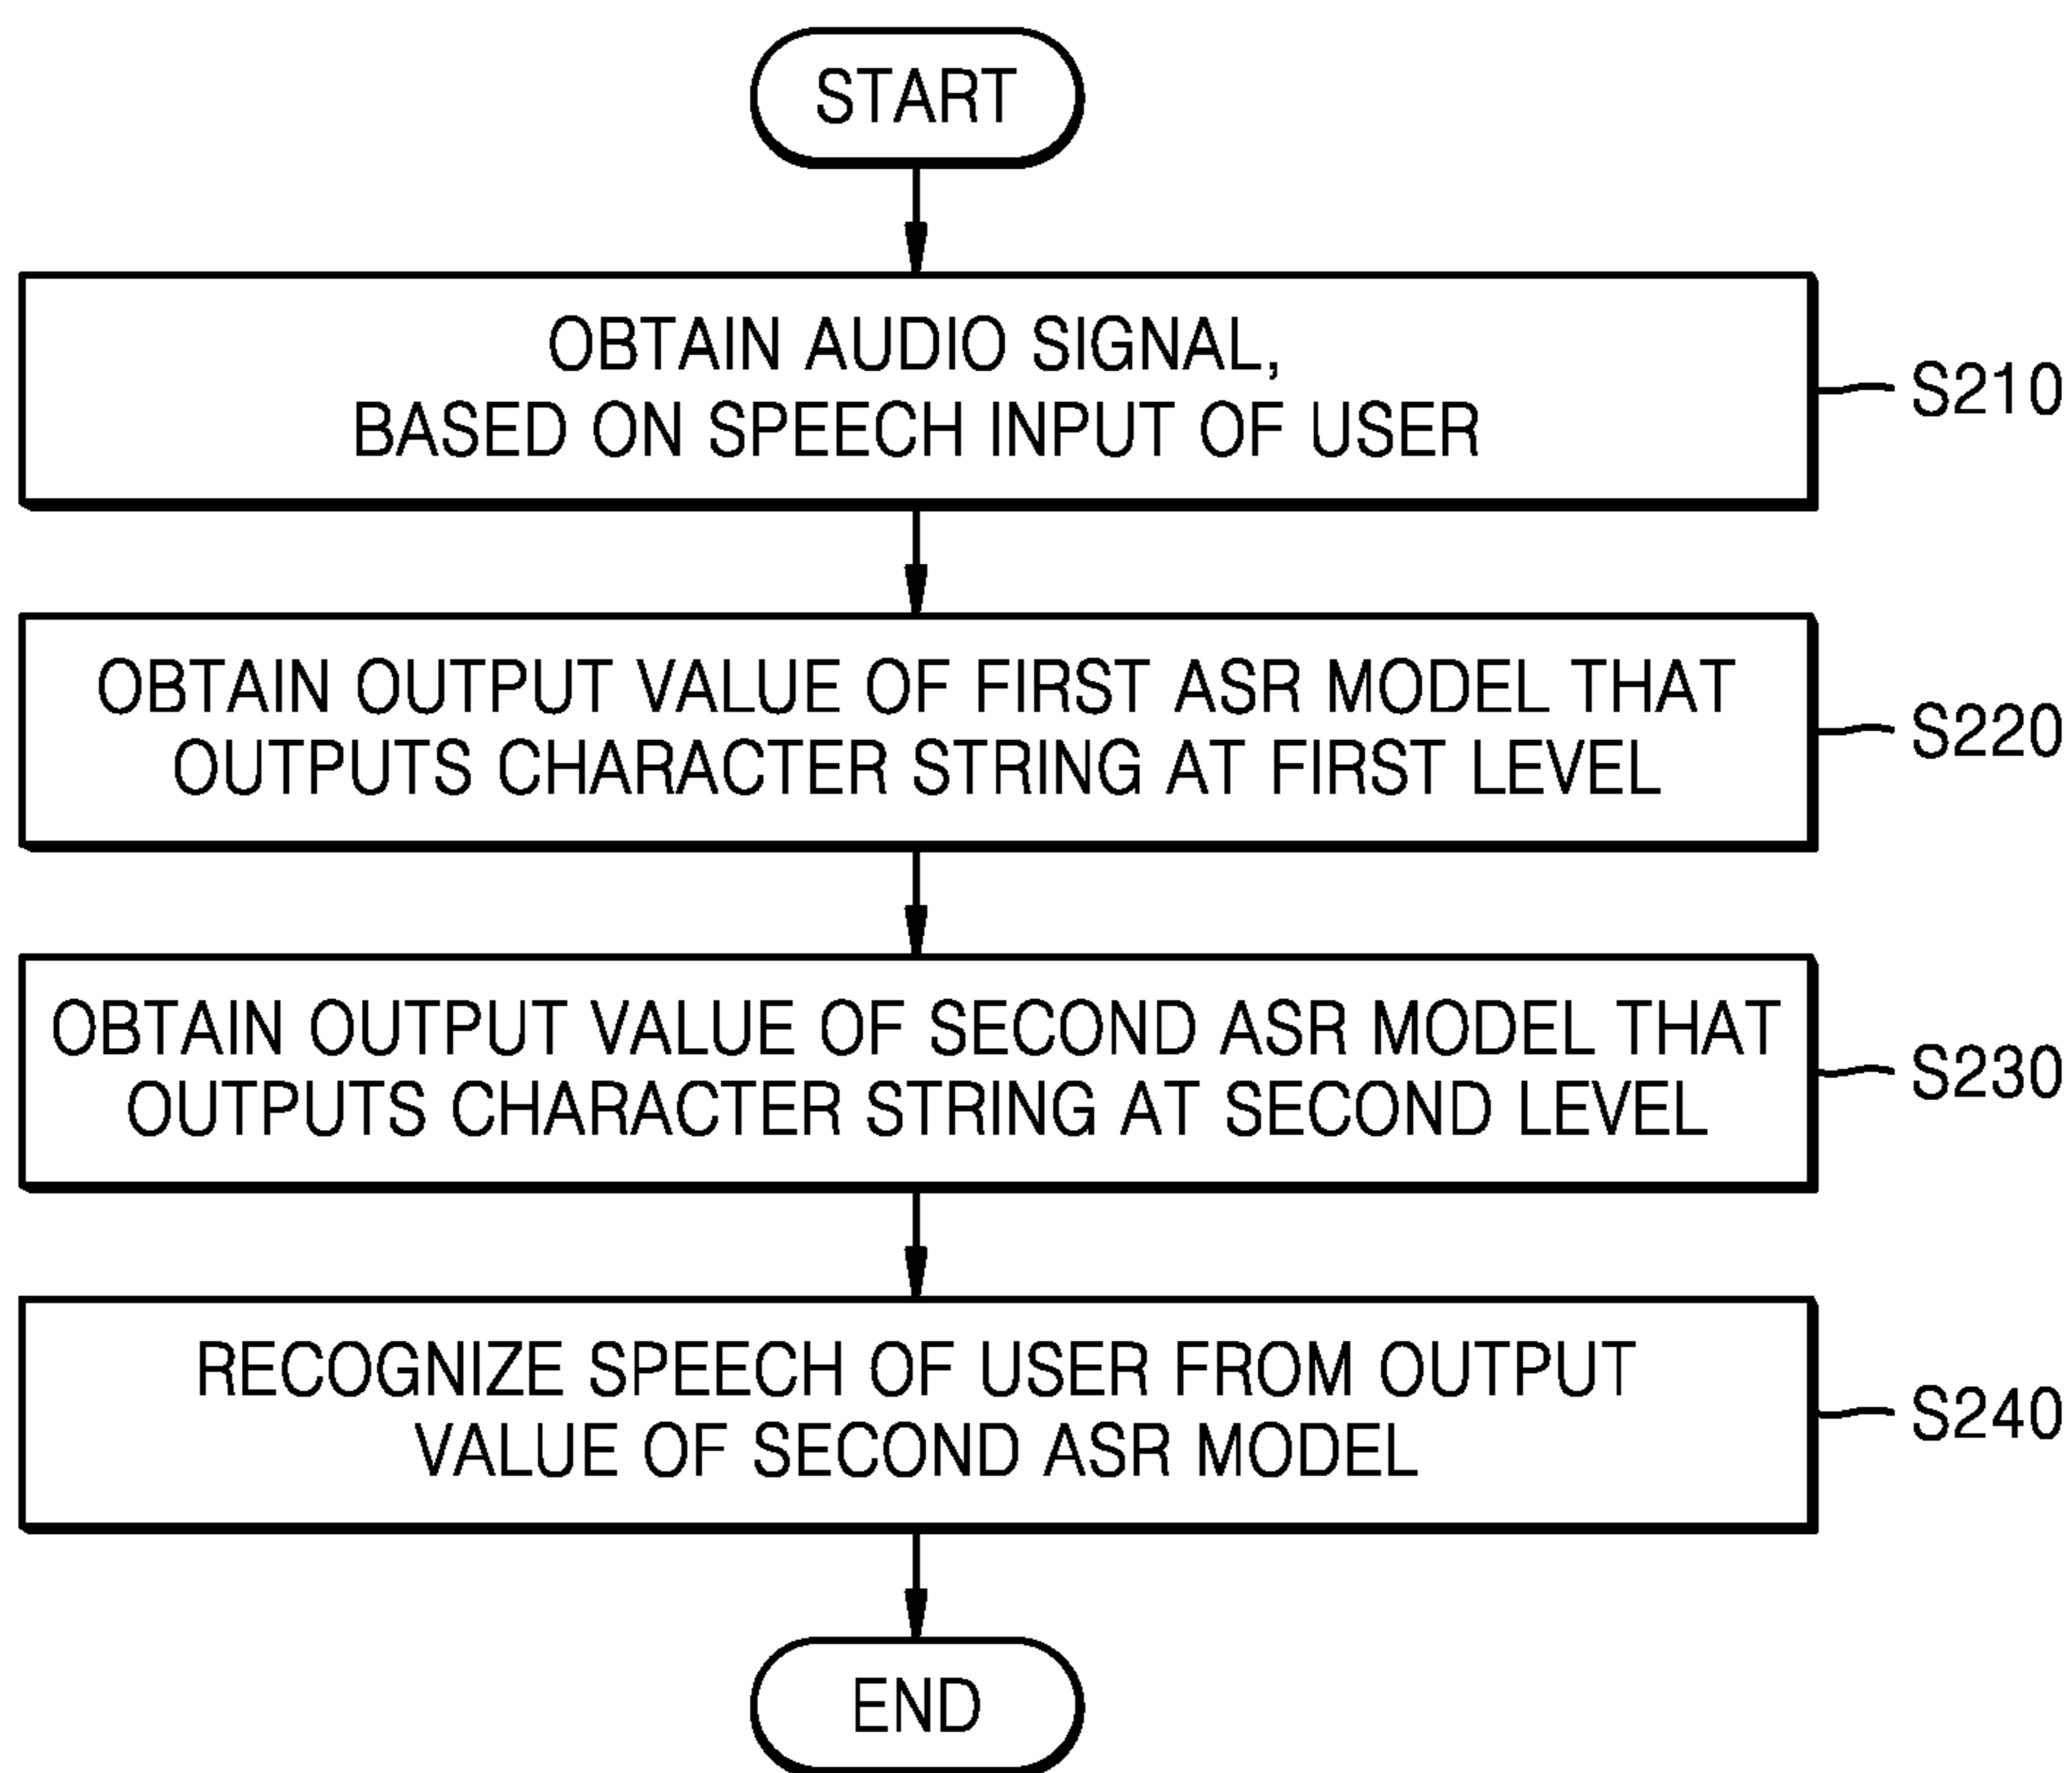 START
OBTAIN AUDIO SIGNAL,
BASED ON SPEECH INPUT OF USER
S210
OBTAIN OUTPUT VALUE OF FIRST ASR MODEL THAT
OUTPUTS CHARACTER STRING AT FIRST LEVEL
S220
OBTAIN OUTPUT VALUE OF SECOND ASR MODEL THAT
OUTPUTS CHARACTER STRING AT SECOND LEVEL
S230
RECOGNIZE SPEECH OF USER FROM OUTPUT
VALUE OF SECOND ASR MODEL
S240
END